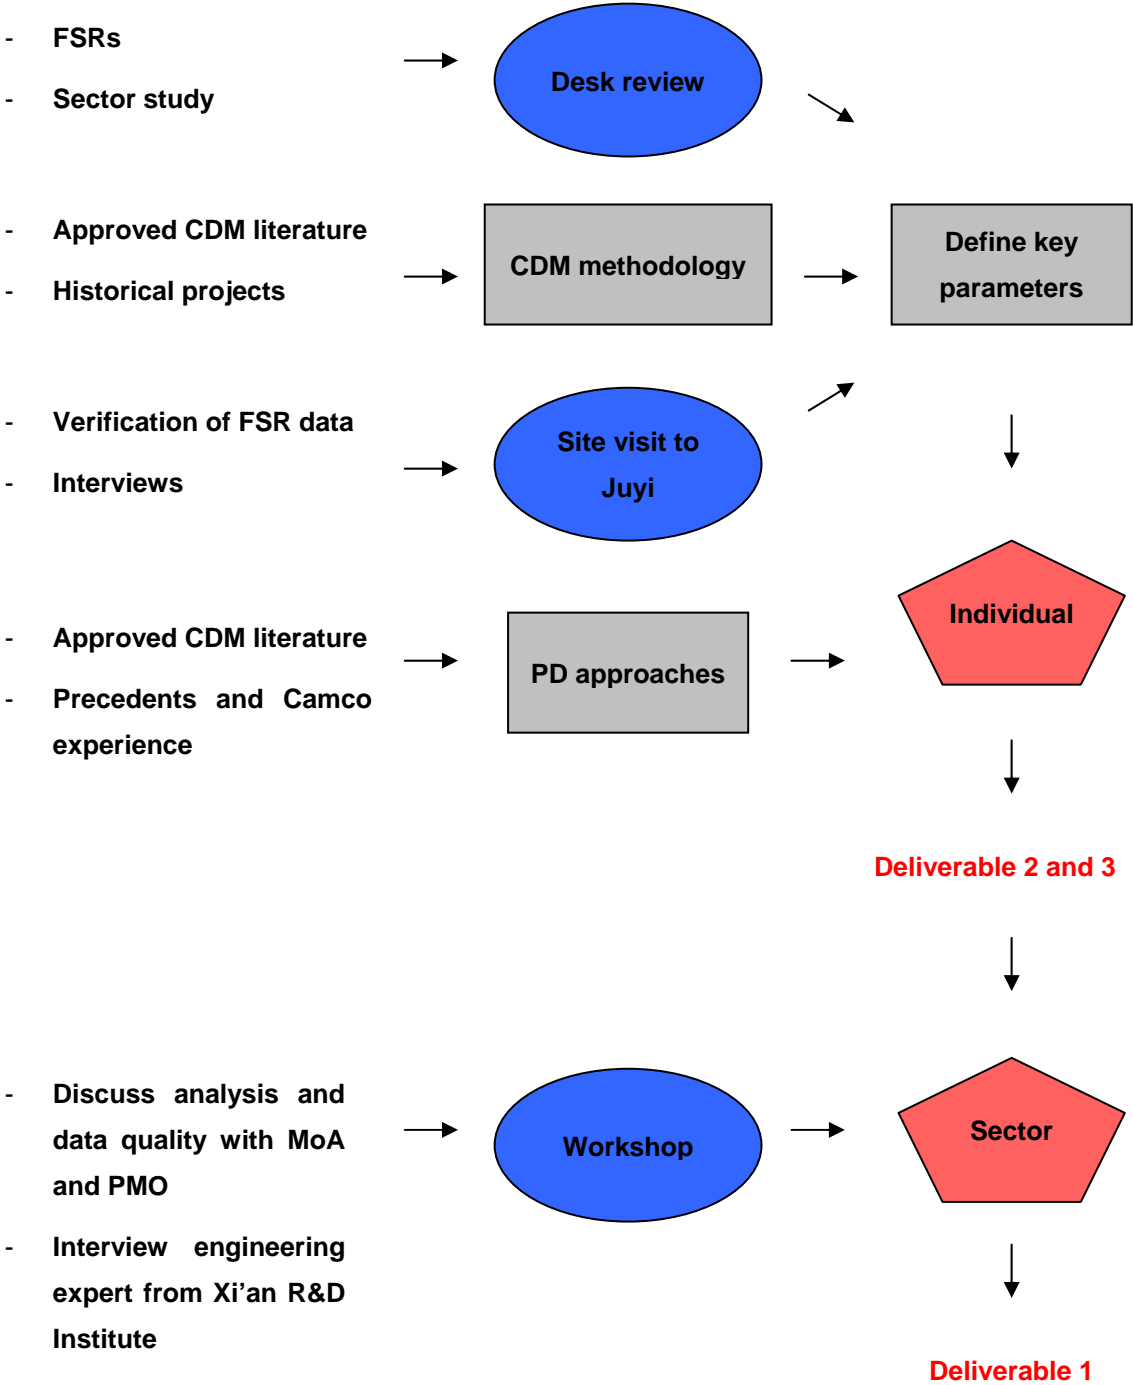 - FSRs
- Sector study
Desk review
- Approved CDM literature
- Historical projects
CDM methodology
Define key
parameters
- Verification of FSR data
- Interviews
Site visit to
Juyi
Individual
- Approved CDM literature
- Precedents and Camco
experience
PD approaches
Deliverable 2 and 3
- Discuss analysis and
data quality with MoA
and PMO
- Interview engineering
expert from Xi’an R&D
Institute
Workshop
Sector
Deliverable 1